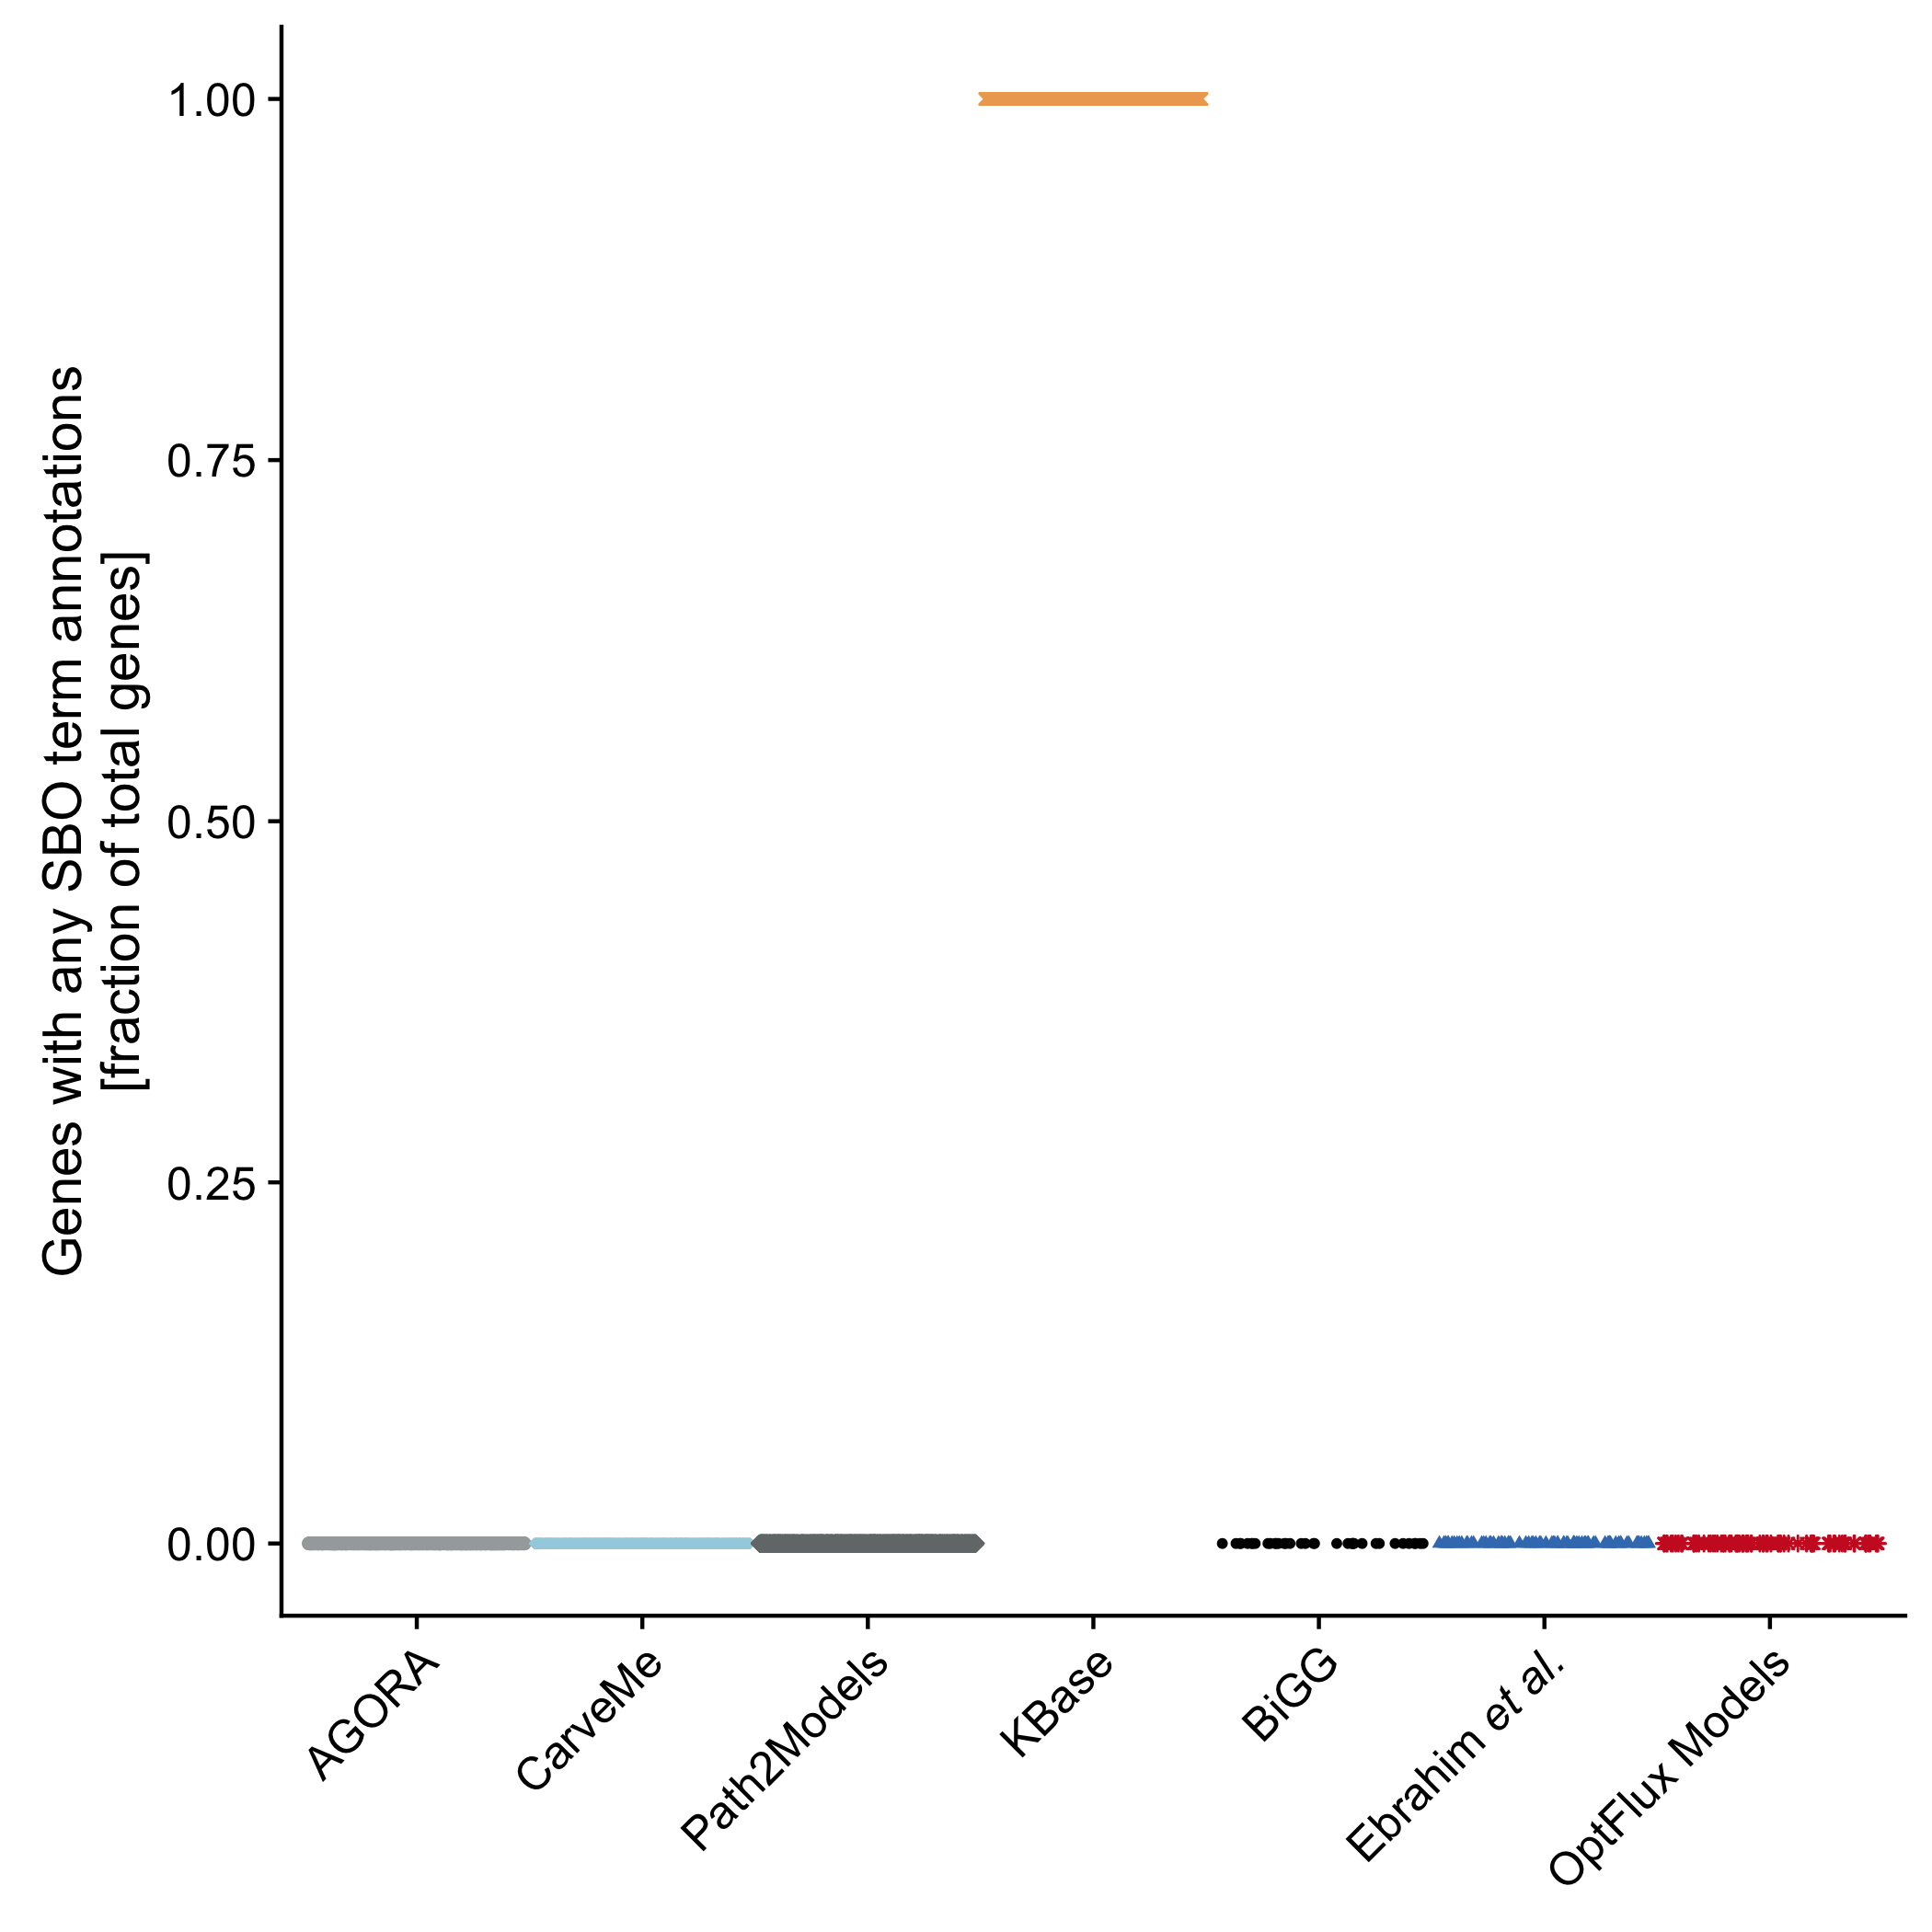 Genes with any SBO term annotations
[fraction of total genes]
1.00
0.75
0.50
0.25
0.00
AGORA
CarveMe
Path2Models
KBase
BiGG
Ebrahim et al.
OptFlux Models